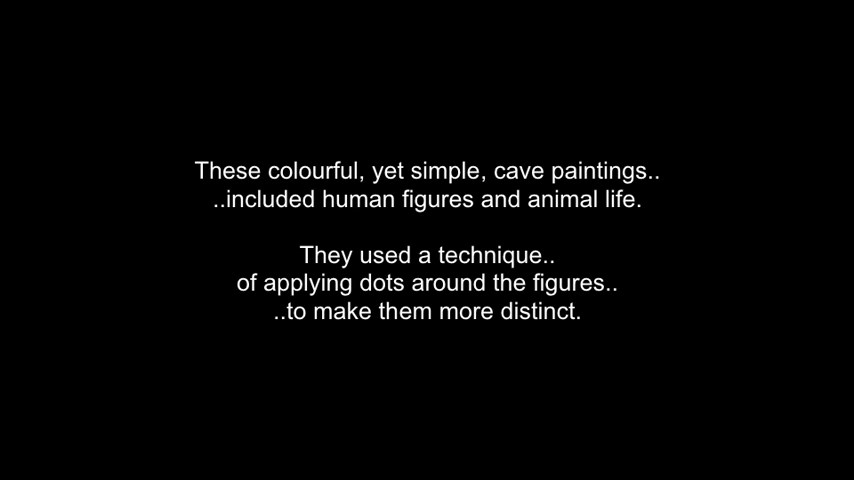 These colourful, yet simple, cave paintings..
..included human figures and animal life.
They used a technique..
of applying dots around the figures..
..to make them more distinct.